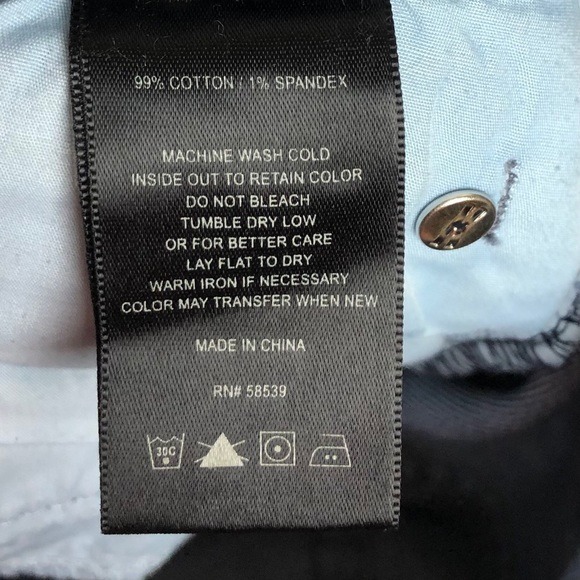 99% COTTON / 1% SPANDEX
MACHINE WASH COLD
INSIDE OUT TO RETAIN COLOR
DO NOT BLEACH
TUMBLE DRY LOW
OR FOR BETTER CARE
LAY FLAT TO DRY
WARM IRON IF NECESSARY
COLOR MAY TRANSFER WHEN NEW
MADE IN CHINA
RN# 58539
30C